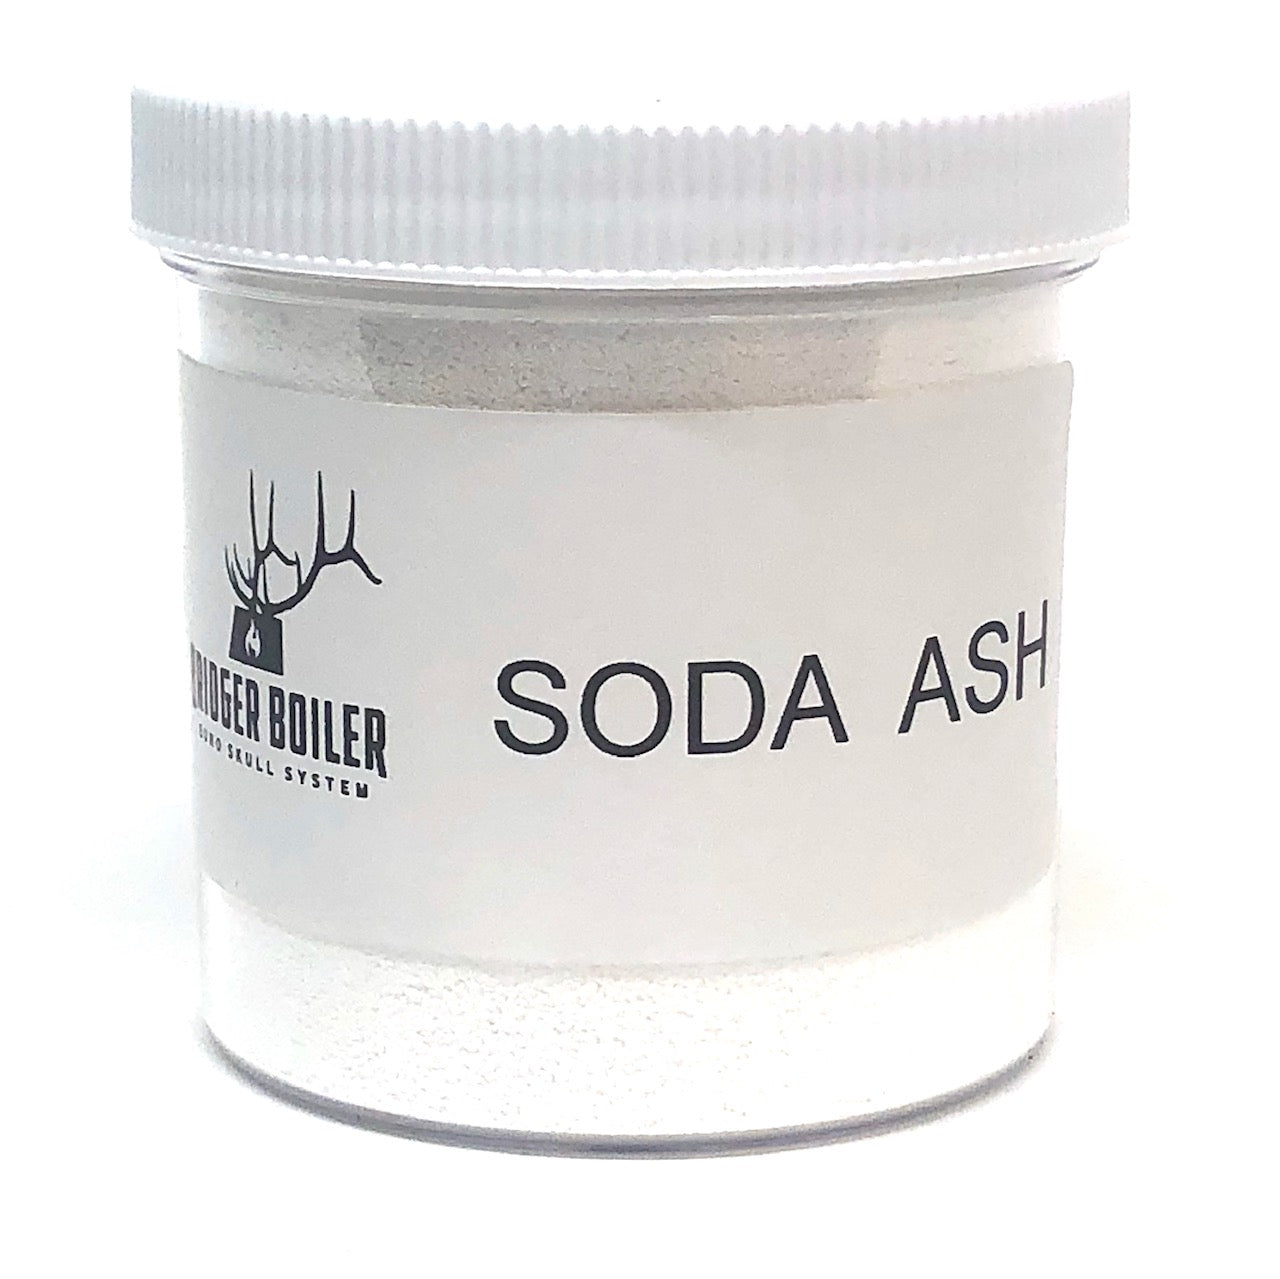 BRIDGER BOILER
EURO SKULL SYSTEM
SODA ASH